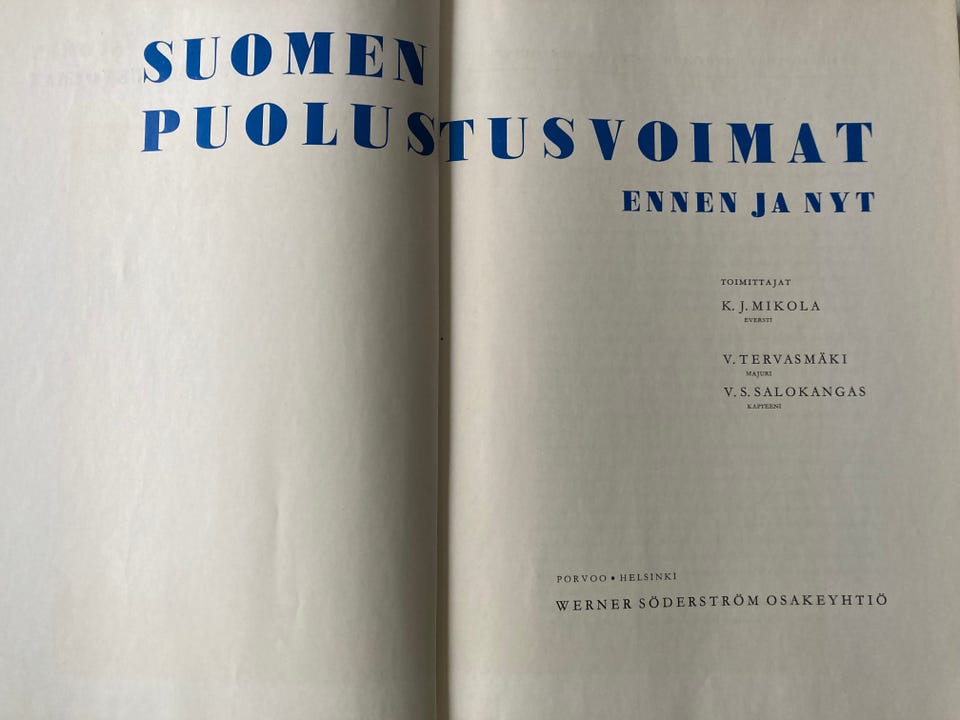 SUOMEN
PUOLUSTUSVOIMAT
ENNEN JA NYT
TOIMITTAJAT
K. J. MIKOLA
EVERSTI
V. TERVASMÄKI
MAJURI
V. S. SALOKANGAS
KAPTEENI
PORVOO • HELSINKI
WERNER SÖDERSTRÖM OSAKEYHTIÖ